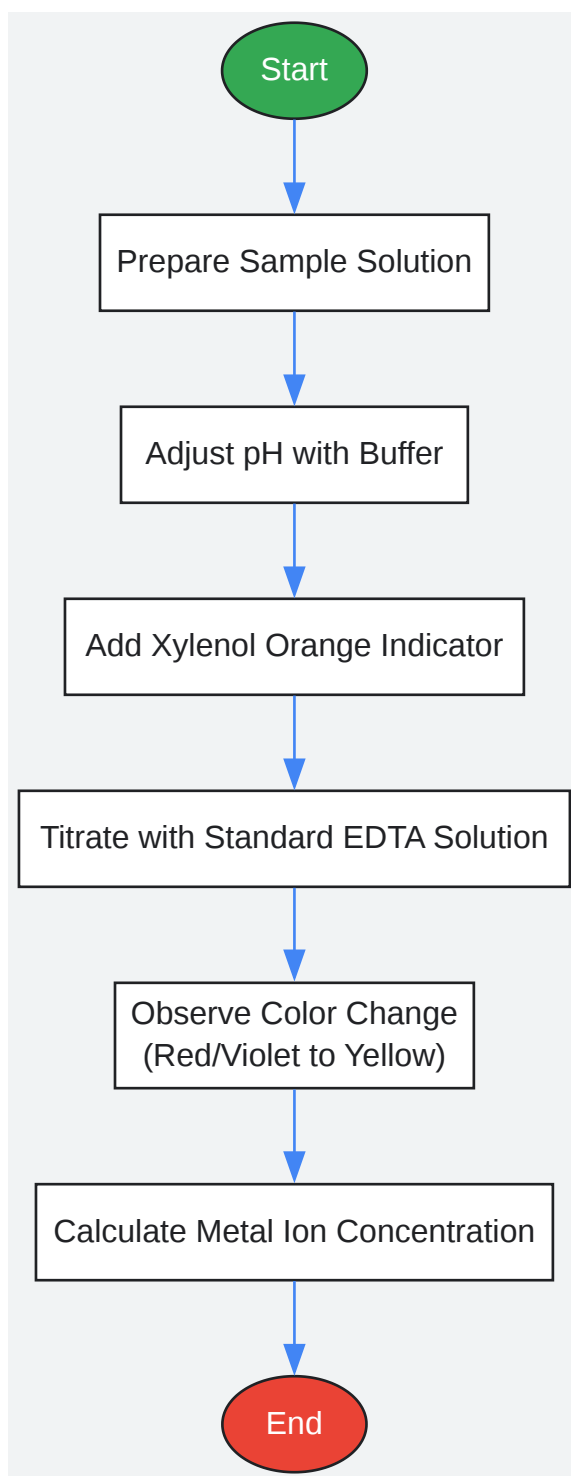 Start
Prepare Sample Solution
Adjust pH with Buffer
Add Xylenol Orange Indicator
Titrate with Standard EDTA Solution
Observe Color Change
(Red/Violet to Yellow)
Calculate Metal Ion Concentration
End